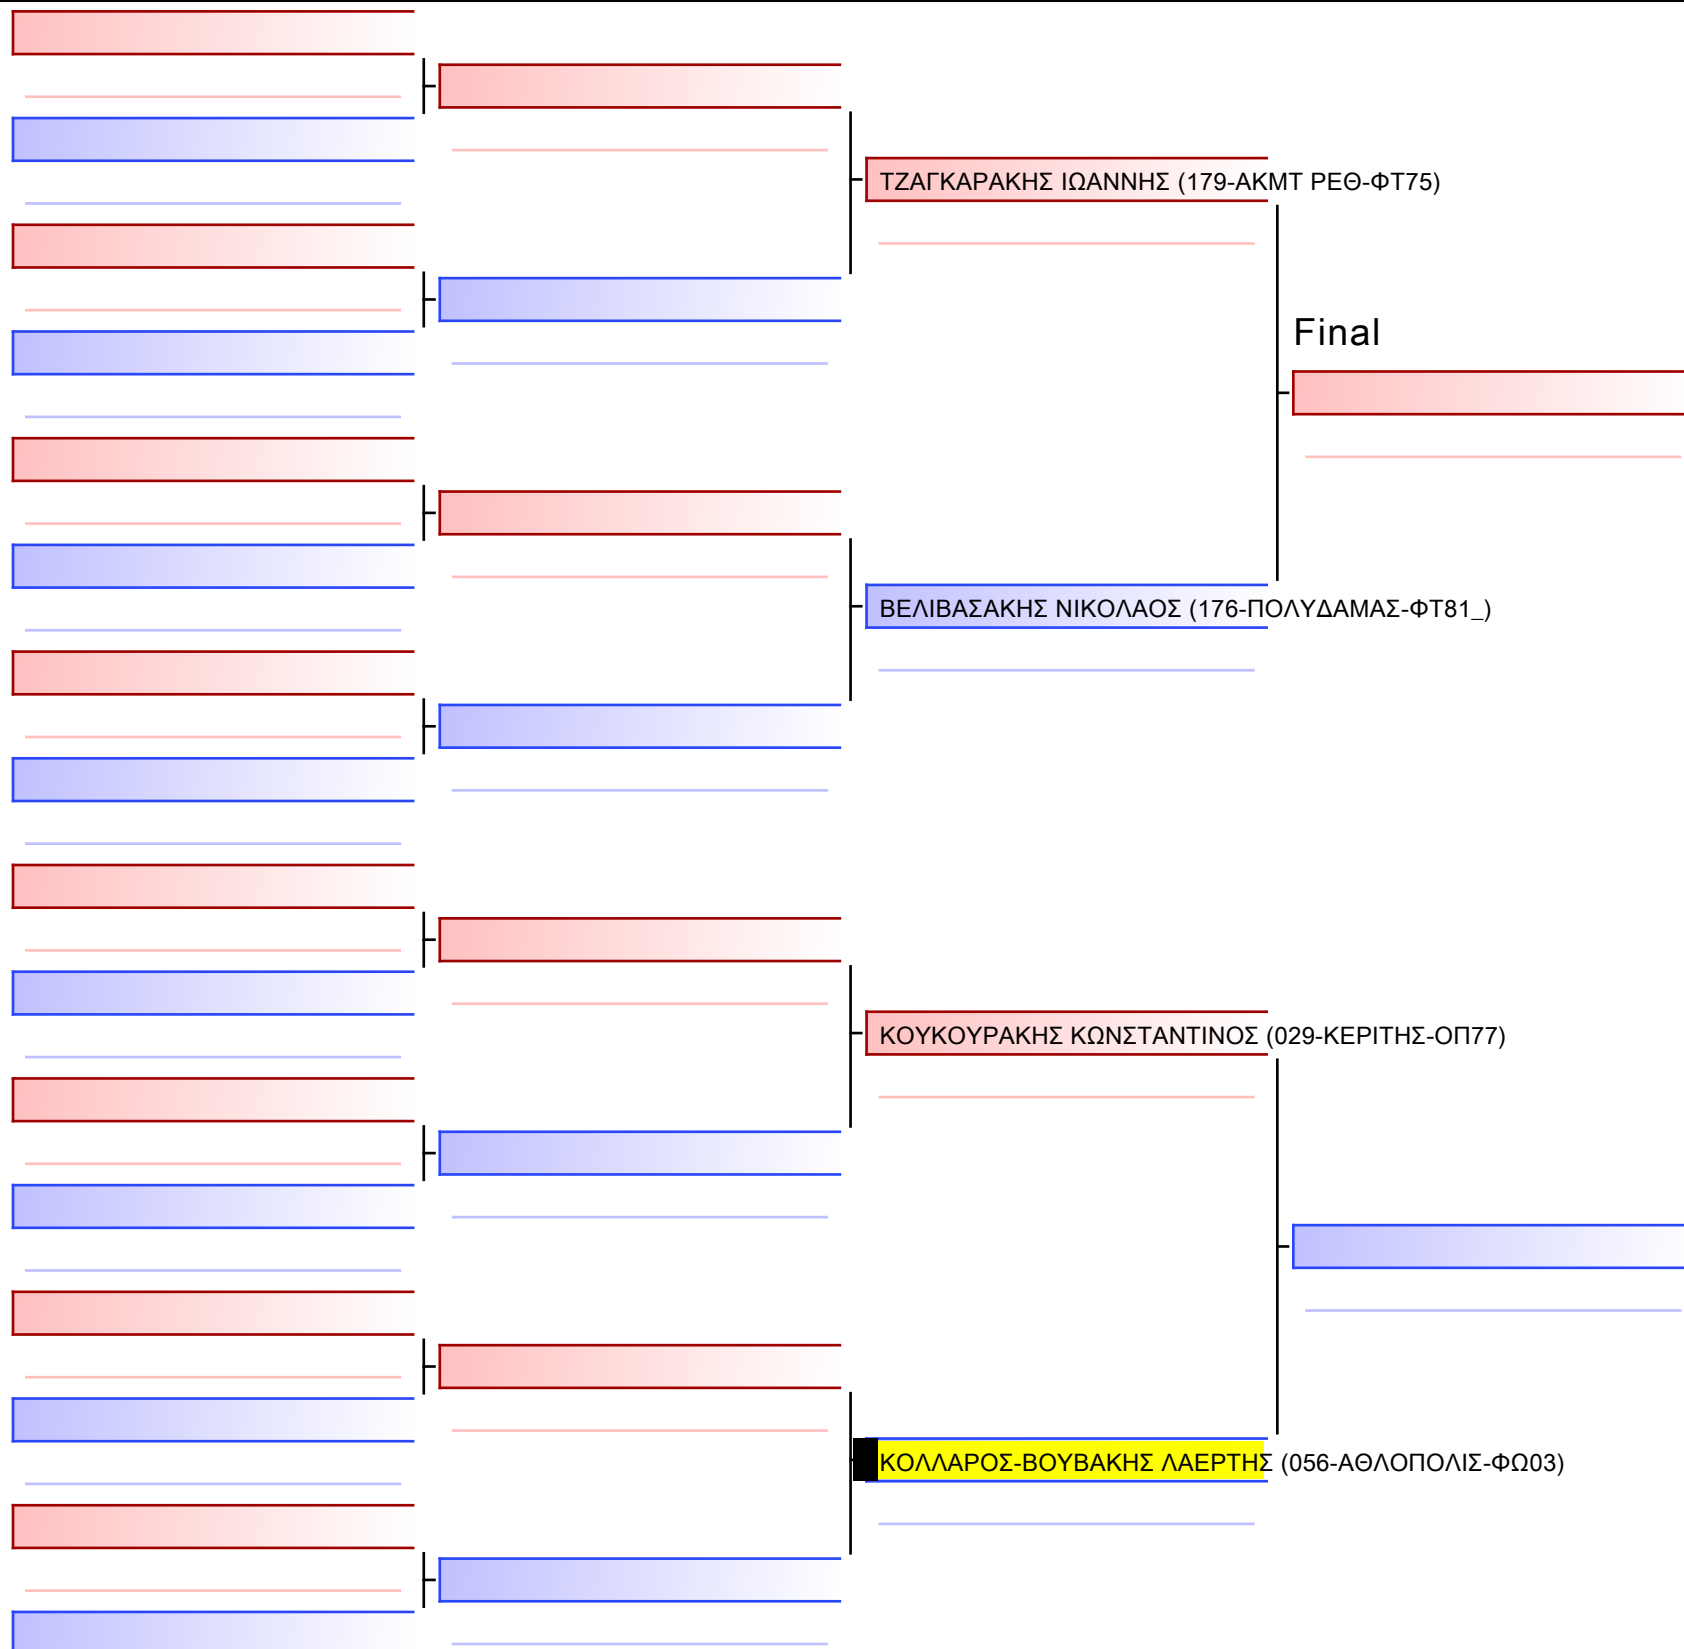 ΤΖΑΓΚΑΡΑΚΗΣ ΙΩΑΝΝΗΣ (179-ΑΚΜΤ ΡΕΘ-ΦΤ75)
Final
ΒΕΛΙΒΑΣΑΚΗΣ ΝΙΚΟΛΑΟΣ (176-ΠΟΛΥΔΑΜΑΣ-ΦΤ81_)
ΚΟΥΚΟΥΡΑΚΗΣ ΚΩΝΣΤΑΝΤΙΝΟΣ (029-ΚΕΡΙΤΗΣ-ΟΠ77)
ΚΟΛΛΑΡΟΣ-ΒΟΥΒΑΚΗΣ ΛΑΕΡΤΗΣ (056-ΑΘΛΟΠΟΛΙΣ-ΦΩ03)